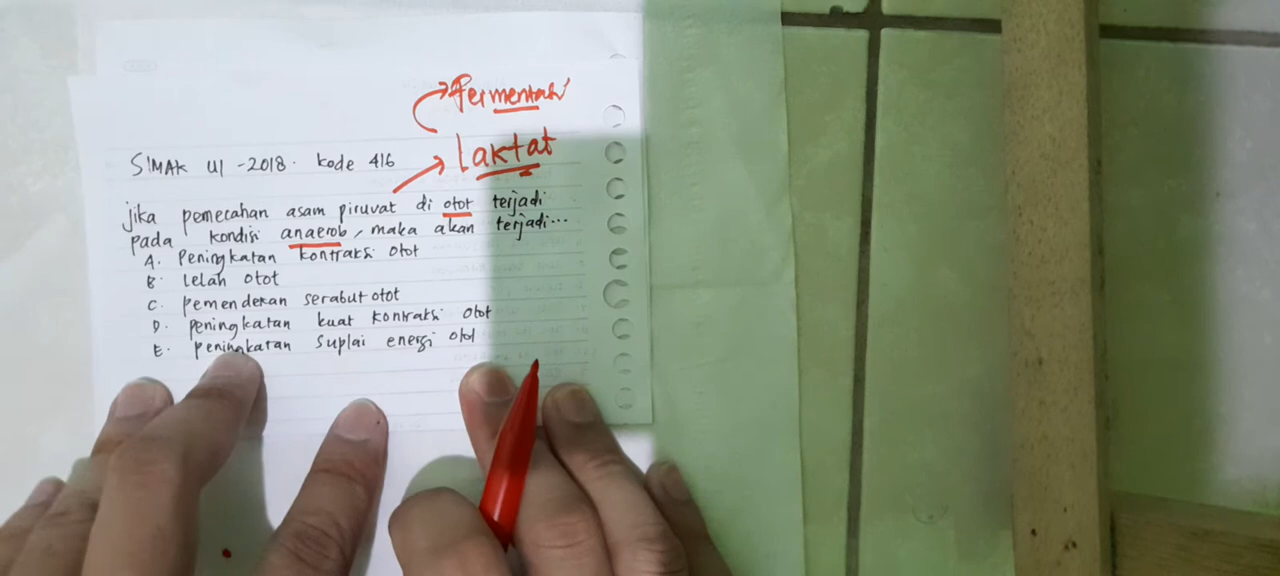 Fermentasi
laktat
SIMAK UI -2018. kode 416
jika pemecahan asam piruvat di otot terjadi
pada kondisi anaerob, maka akan terjadi...
A. Peningkatan kontraksi otot
B. lelah otot
C. pemendekan serabut otot
D. peningkatan kuat kontraksi otot
E. peningkatan suplai energi otot